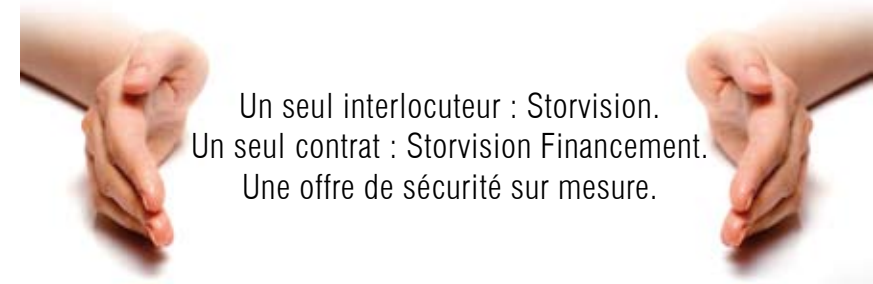 Un seul interlocuteur : Storvision.
Un seul contrat : Storvision Financement.
Une offre de sécurité sur mesure.